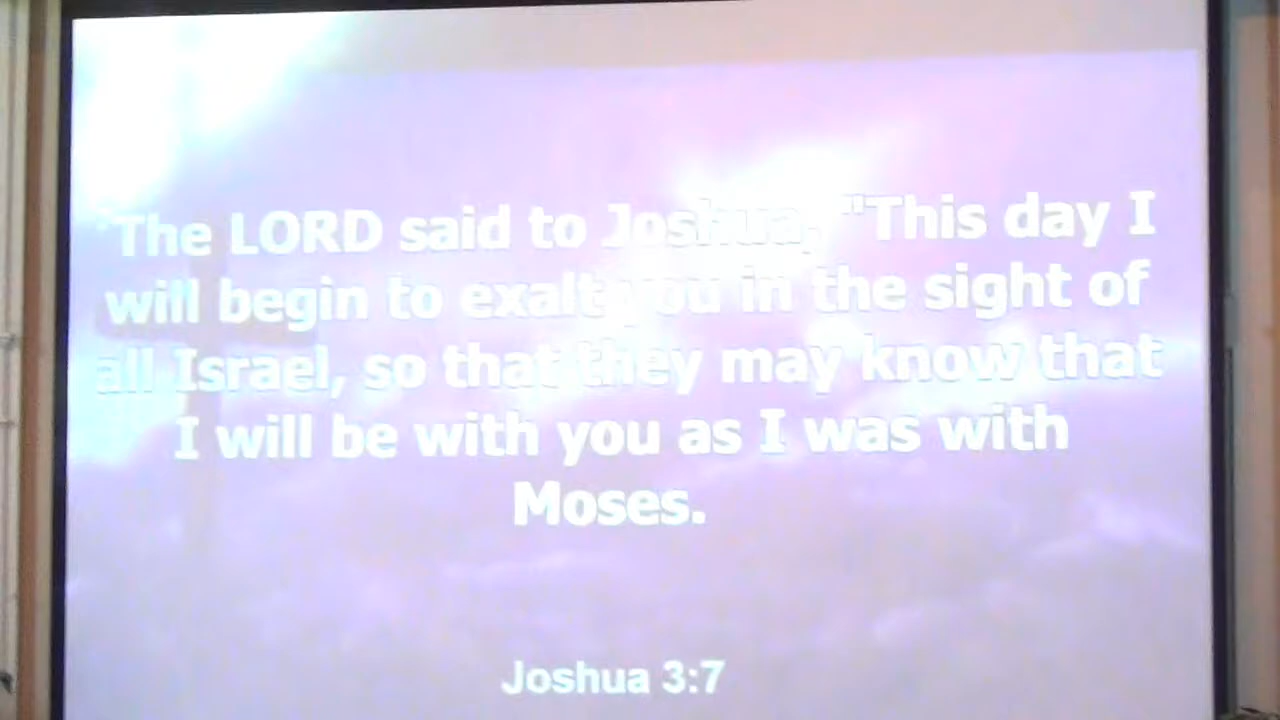 "The LORD said to Joshua, "This day I
will begin to exalt you in the sight of
all Israel, so that they may know that
I will be with you as I was with
Moses.
Joshua 3:7